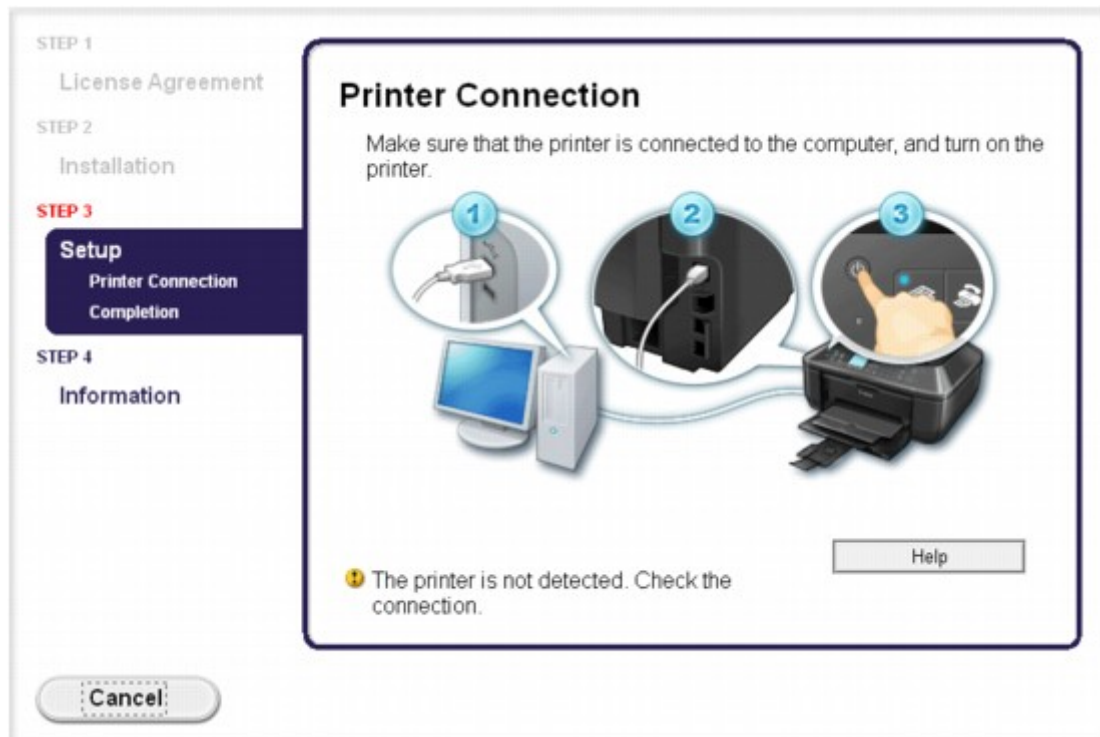 STEP 1
License Agreement
STEP 2
Installation
STEP 3
Setup
Printer Connection
Completion
STEP 4
Information
Printer Connection
Make sure that the printer is connected to the computer, and turn on the
printer.
1
2
3
Help
The printer is not detected. Check the
connection.
Cancel